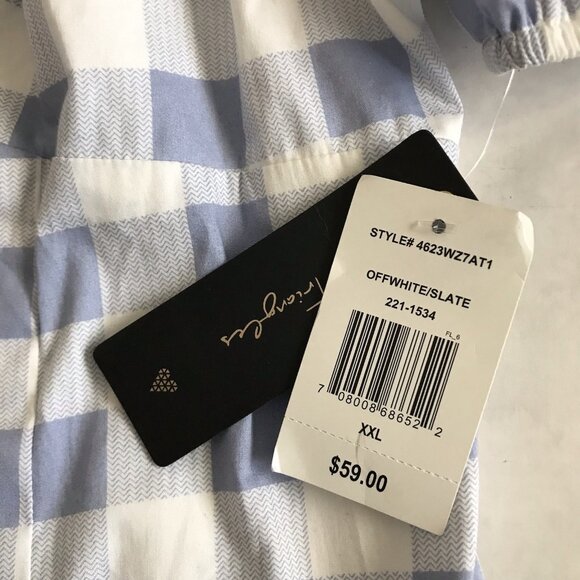 Triangles
STYLE# 4623WZ7AT1
OFFWHITE/SLATE
221-1534
FL_6
7 08008 68652 2
XXL
$59.00